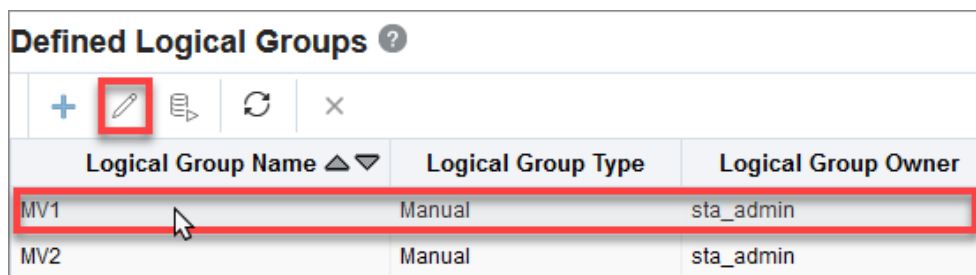 Defined Logical Groups ?
Logical Group Name Logical Group Type Logical Group Owner
MV1 Manual sta_admin
MV2 Manual sta_admin